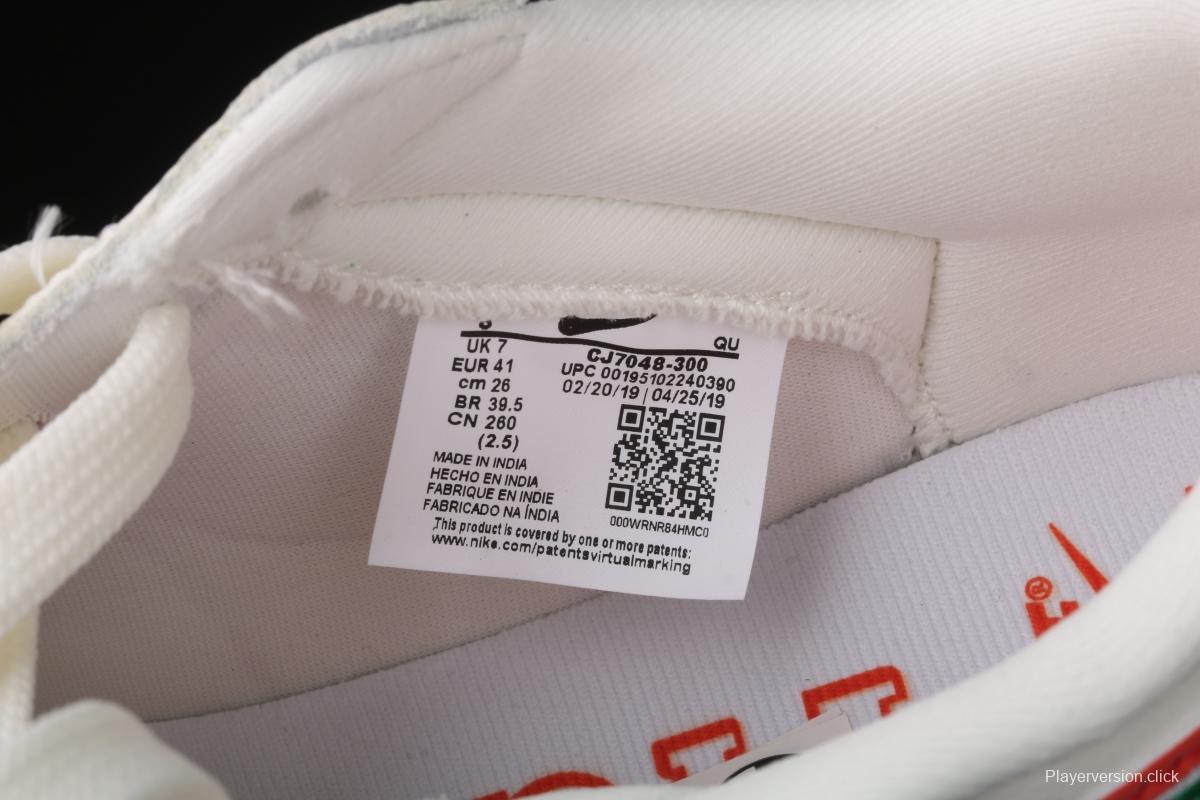 QU
UK 7
EUR 41
cm 26
BR 39.5
CN 260
(2.5)
CJ7048-300
UPC 00195102240390
02/20/19 | 04/25/19
MADE IN INDIA
HECHO EN INDIA
FABRIQUE EN INDIE
FABRICADO NA ÍNDIA
000WRNR84HMC0
This product is covered by one or more patents:
www.nike.com/patentsvirtualmarking
®
Playerversion.click